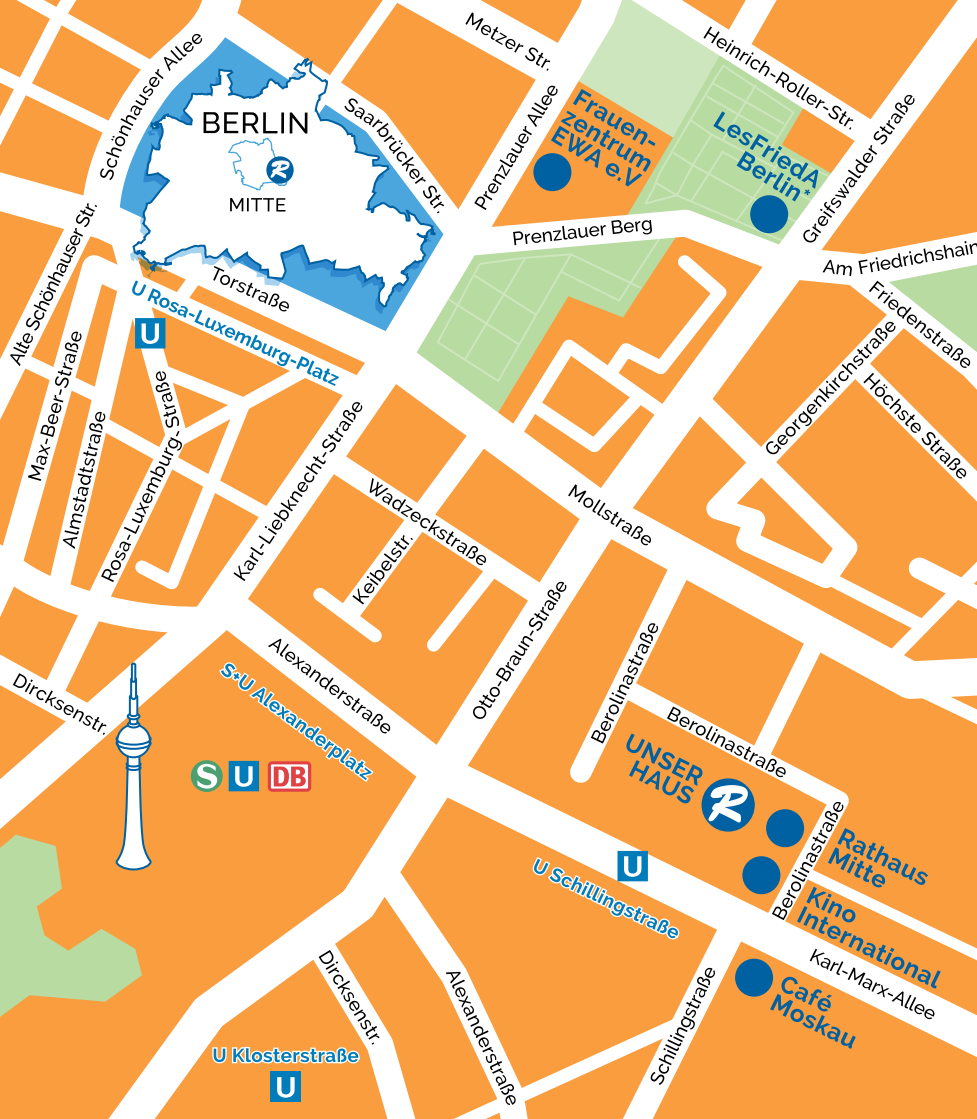 Metzer Str.
Heinrich-Roller-Str.
Schönhauser Allee
Saarbrücker Str.
Prenzlauer Allee
Greifswalder Straße
BERLIN
R
MITTE
Frauen-
zentrum
EWA e.V
LesFriedA
Berlin*
Prenzlauer Berg
Am Friedrichshain
Alte Schönhauser Str.
Torstraße
U Rosa-Luxemburg-Platz
U
Friedenstraße
Georgenkirchstraße
Höchste Straße
Max-Beer-Straße
Almstadtstraße
Rosa-Luxemburg-Straße
Karl-Liebknecht-Straße
Wadzeckstraße
Keibelstr.
Mollstraße
Otto-Braun-Straße
Berolinastraße
Alexanderstraße
S+U Alexanderplatz
S
U
DB
Dircksenstr.
Berolinastraße
UNSER
HAUS
R
Berolinastraße
Rathaus
Mitte
U
U Schillingstraße
Kino
International
Karl-Marx-Allee
Café
Moskau
Schillingstraße
Dircksenstr.
Alexanderstraße
U Klosterstraße
U